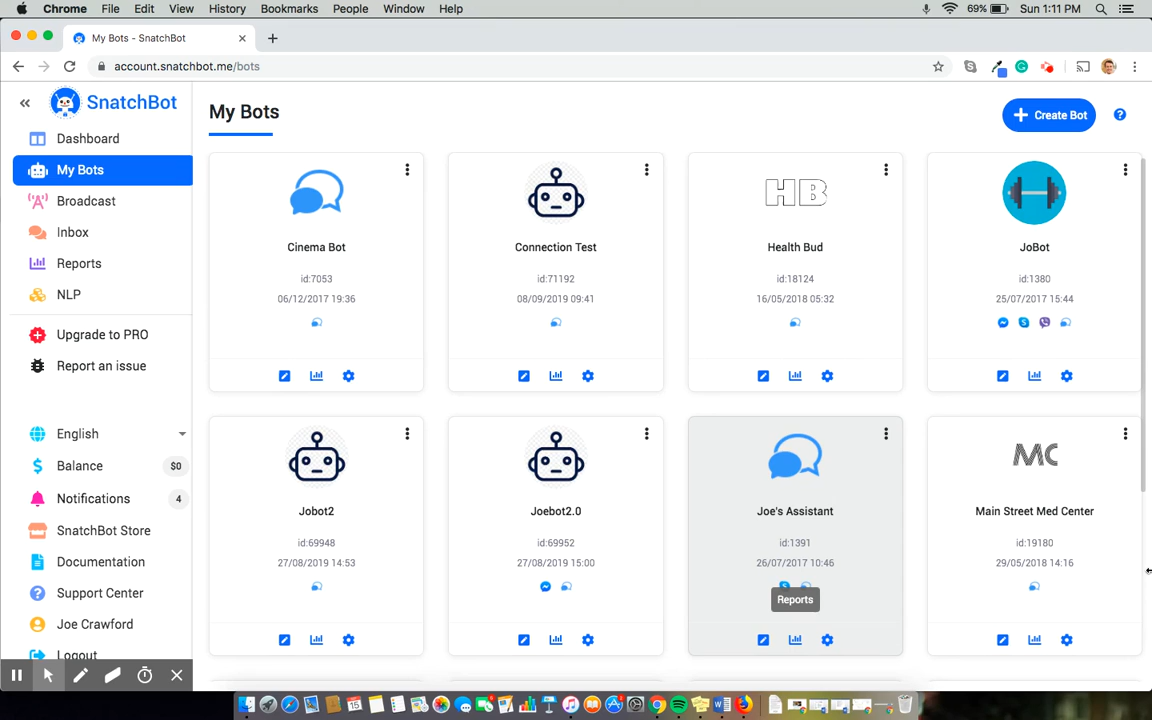 Chrome File Edit View History Bookmarks People Window Help 69% Sun 1:11 PM
My Bots - SnatchBot
account.snatchbot.me/bots
SnatchBot
Dashboard
My Bots
Broadcast
Inbox
Reports
NLP
Upgrade to PRO
Report an issue
English
Balance $0
Notifications 4
SnatchBot Store
Documentation
Support Center
Joe Crawford
Logout
My Bots
Create Bot
Cinema Bot
id:7053
06/12/2017 19:36
Connection Test
id:71192
08/09/2019 09:41
HB
Health Bud
id:18124
16/05/2018 05:32
JoBot
id:1380
25/07/2017 15:44
Jobot2
id:69948
27/08/2019 14:53
Joebot2.0
id:69952
27/08/2019 15:00
Joe's Assistant
id:1391
26/07/2017 10:46
Reports
MC
Main Street Med Center
id:19180
29/05/2018 14:16